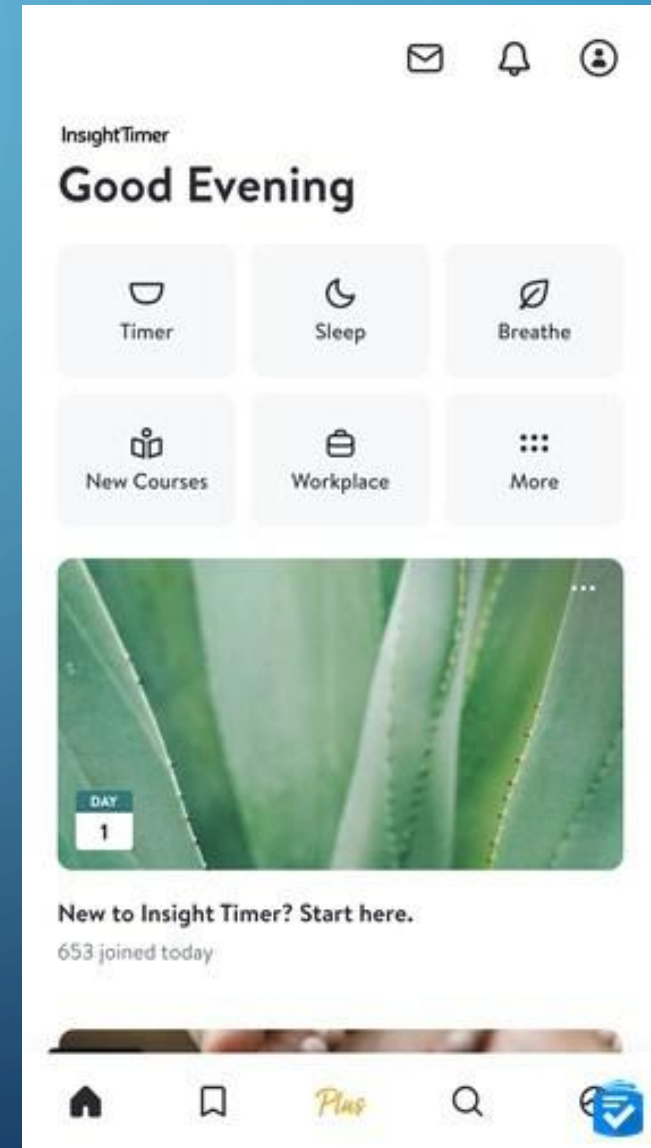 InsightTimer
Good Evening
Timer Sleep Breathe
New Courses Workplace More
DAY
1
New to Insight Timer? Start here.
653 joined today
Plus